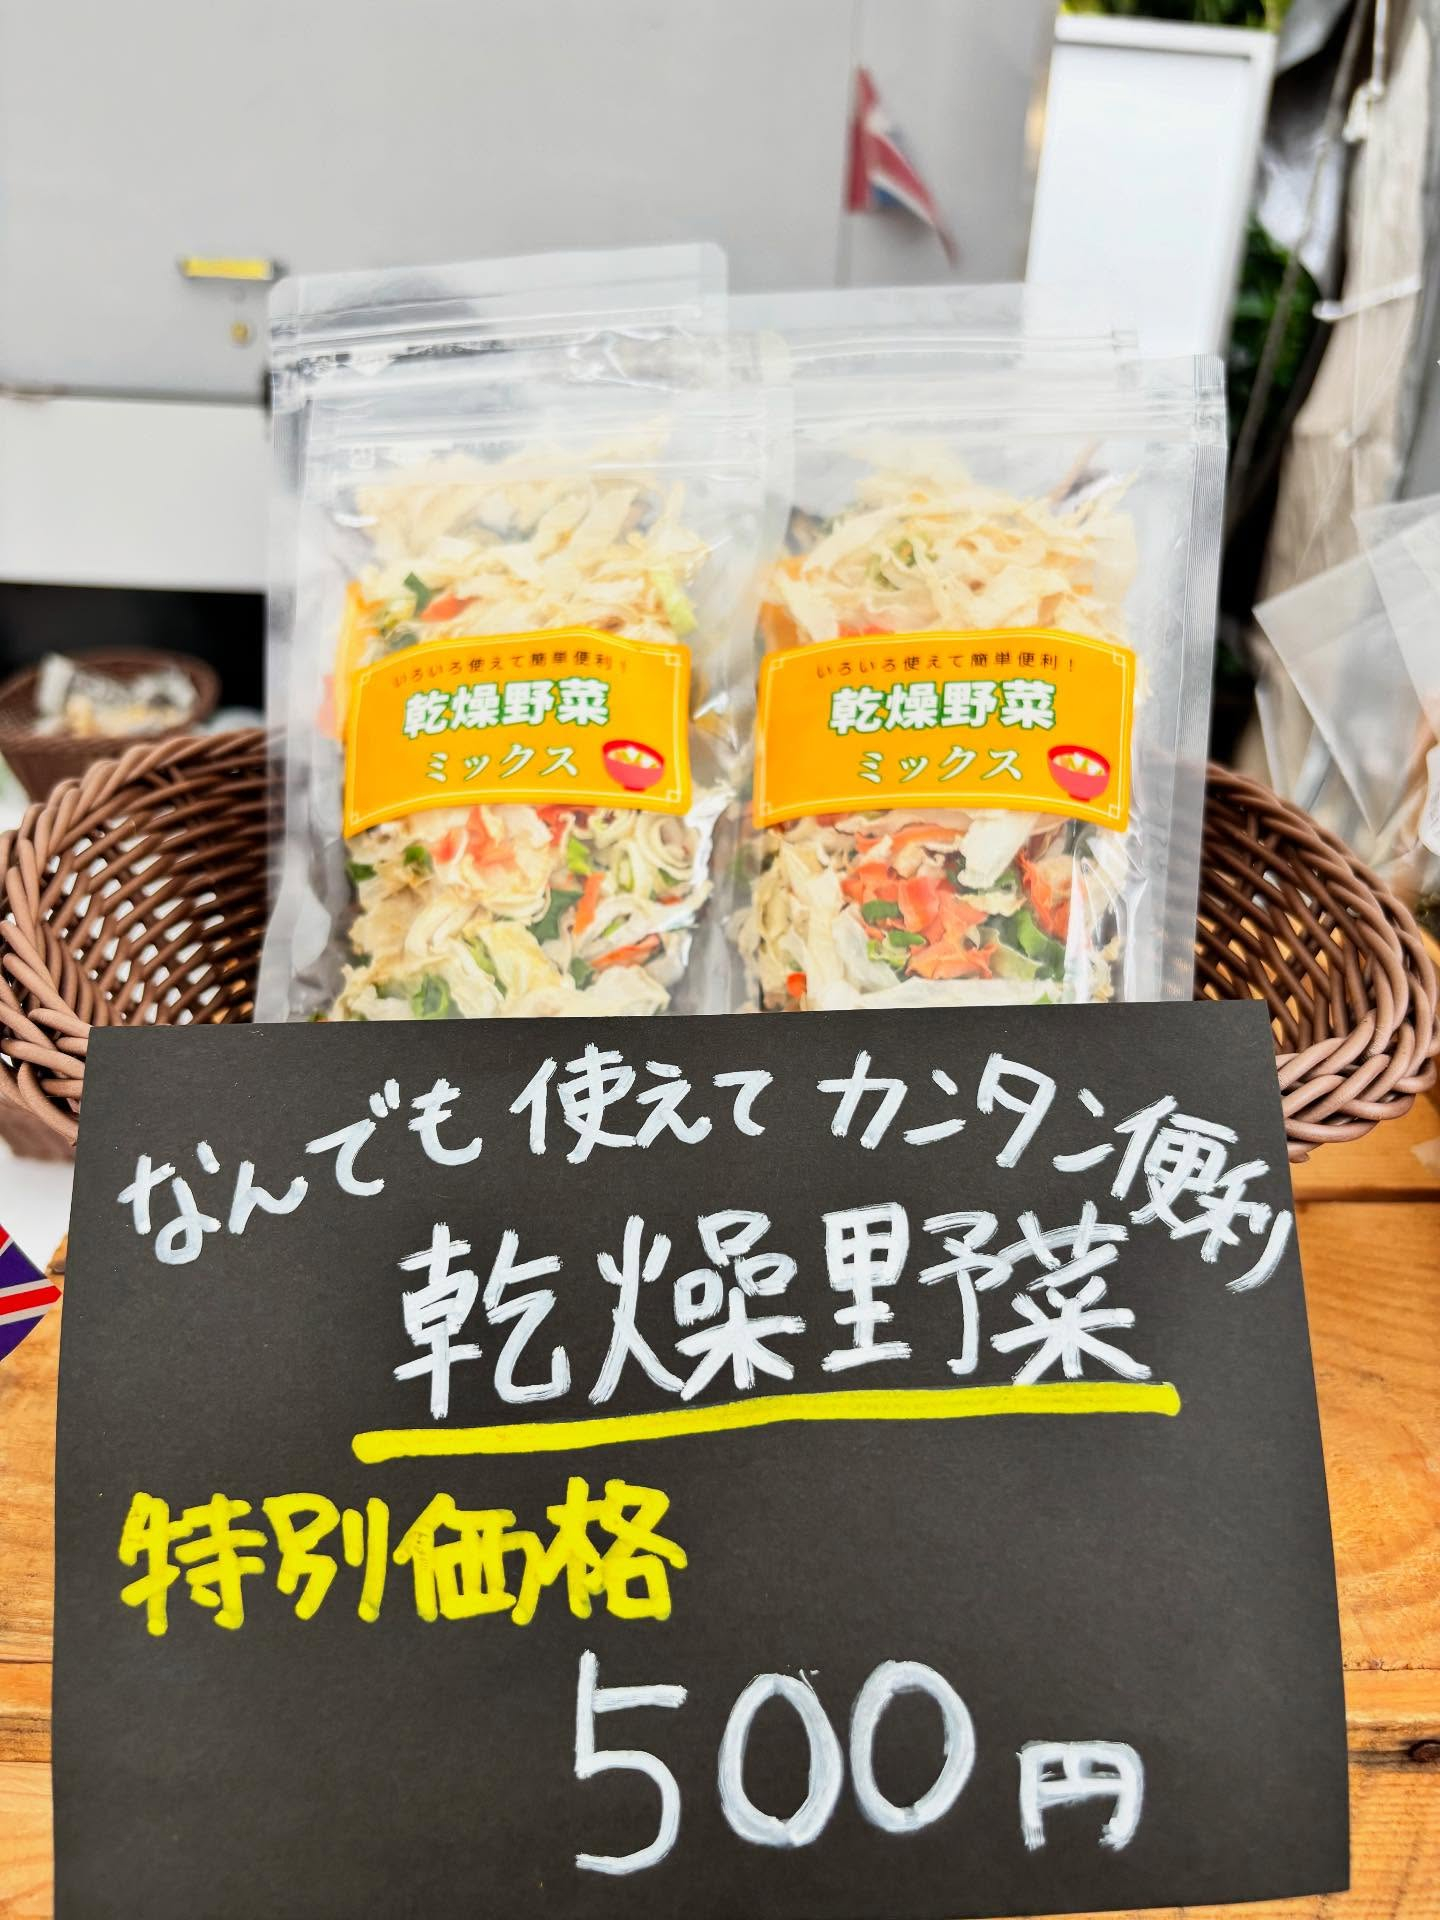 いろいろ使えて簡単便利！
乾燥野菜
ミックス
いろいろ使えて簡単便利！
乾燥野菜
ミックス
なんでも使えてカンタン便利
乾燥野菜
特別価格
500円